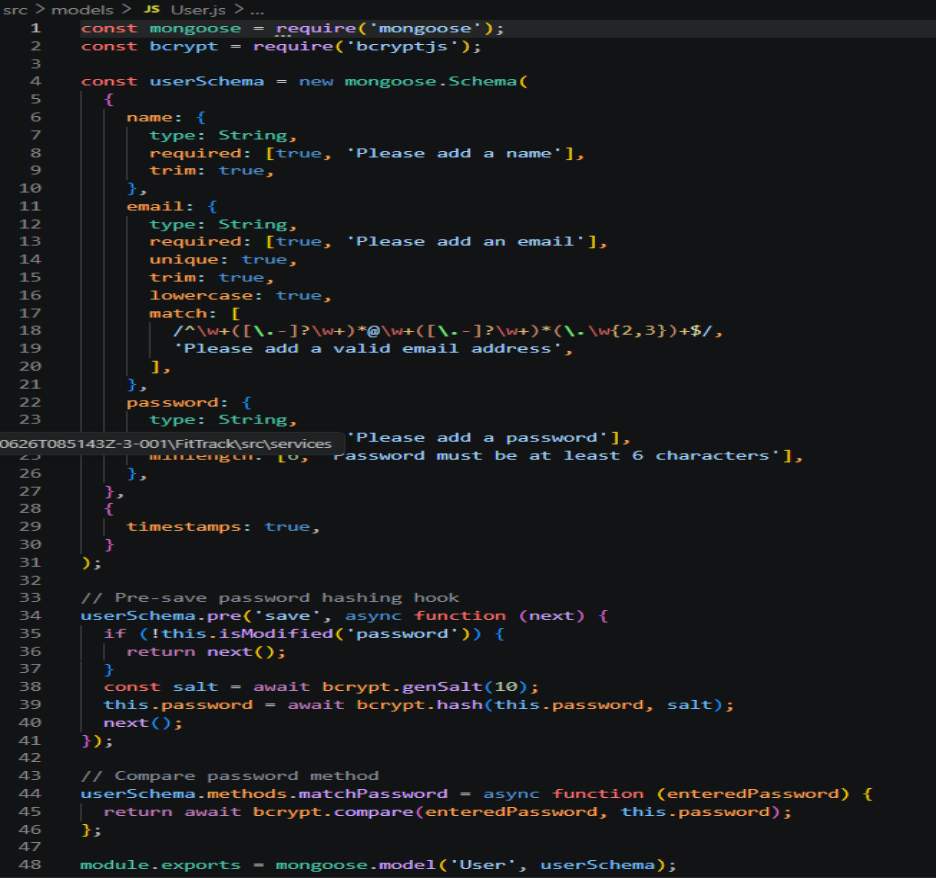 src > models > JS User.js > ...
1 const mongoose = require('mongoose');
2 const bcrypt = require('bcryptjs');
3
4 const userSchema = new mongoose.Schema(
5   {
6     name: {
7       type: String,
8       required: [true, 'Please add a name'],
9       trim: true,
10     },
11     email: {
12       type: String,
13       required: [true, 'Please add an email'],
14       unique: true,
15       trim: true,
16       lowercase: true,
17       match: [
18         /^\w+([\.-]?\w+)*@\w+([\.-]?\w+)*(\.\w{2,3})+$/,
19         'Please add a valid email address',
20       ],
21     },
22     password: {
23       type: String,
0626T085143Z-3-001\FitTrack\src\services 'Please add a password'],
25       minlength: [6, 'Password must be at least 6 characters'],
26     },
27   },
28   {
29     timestamps: true,
30   }
31 );
32
33 // Pre-save password hashing hook
34 userSchema.pre('save', async function (next) {
35   if (!this.isModified('password')) {
36     return next();
37   }
38   const salt = await bcrypt.genSalt(10);
39   this.password = await bcrypt.hash(this.password, salt);
40   next();
41 });
42
43 // Compare password method
44 userSchema.methods.matchPassword = async function (enteredPassword) {
45   return await bcrypt.compare(enteredPassword, this.password);
46 };
47
48 module.exports = mongoose.model('User', userSchema);